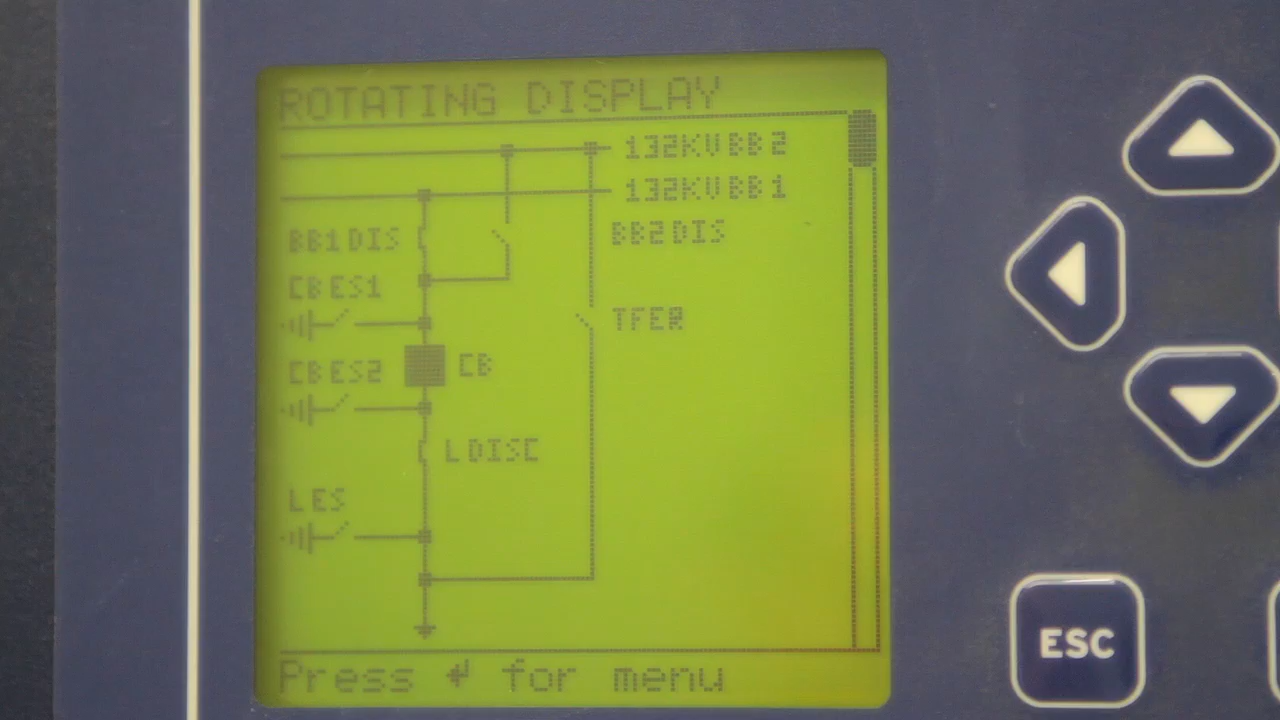 ROTATING DISPLAY
132KV BB2
132KV BB1
BB1 DIS
BB2 DIS
CB ES1
TFER
CB ES2
CB
L DISC
L ES
Press ↵ for menu
ESC